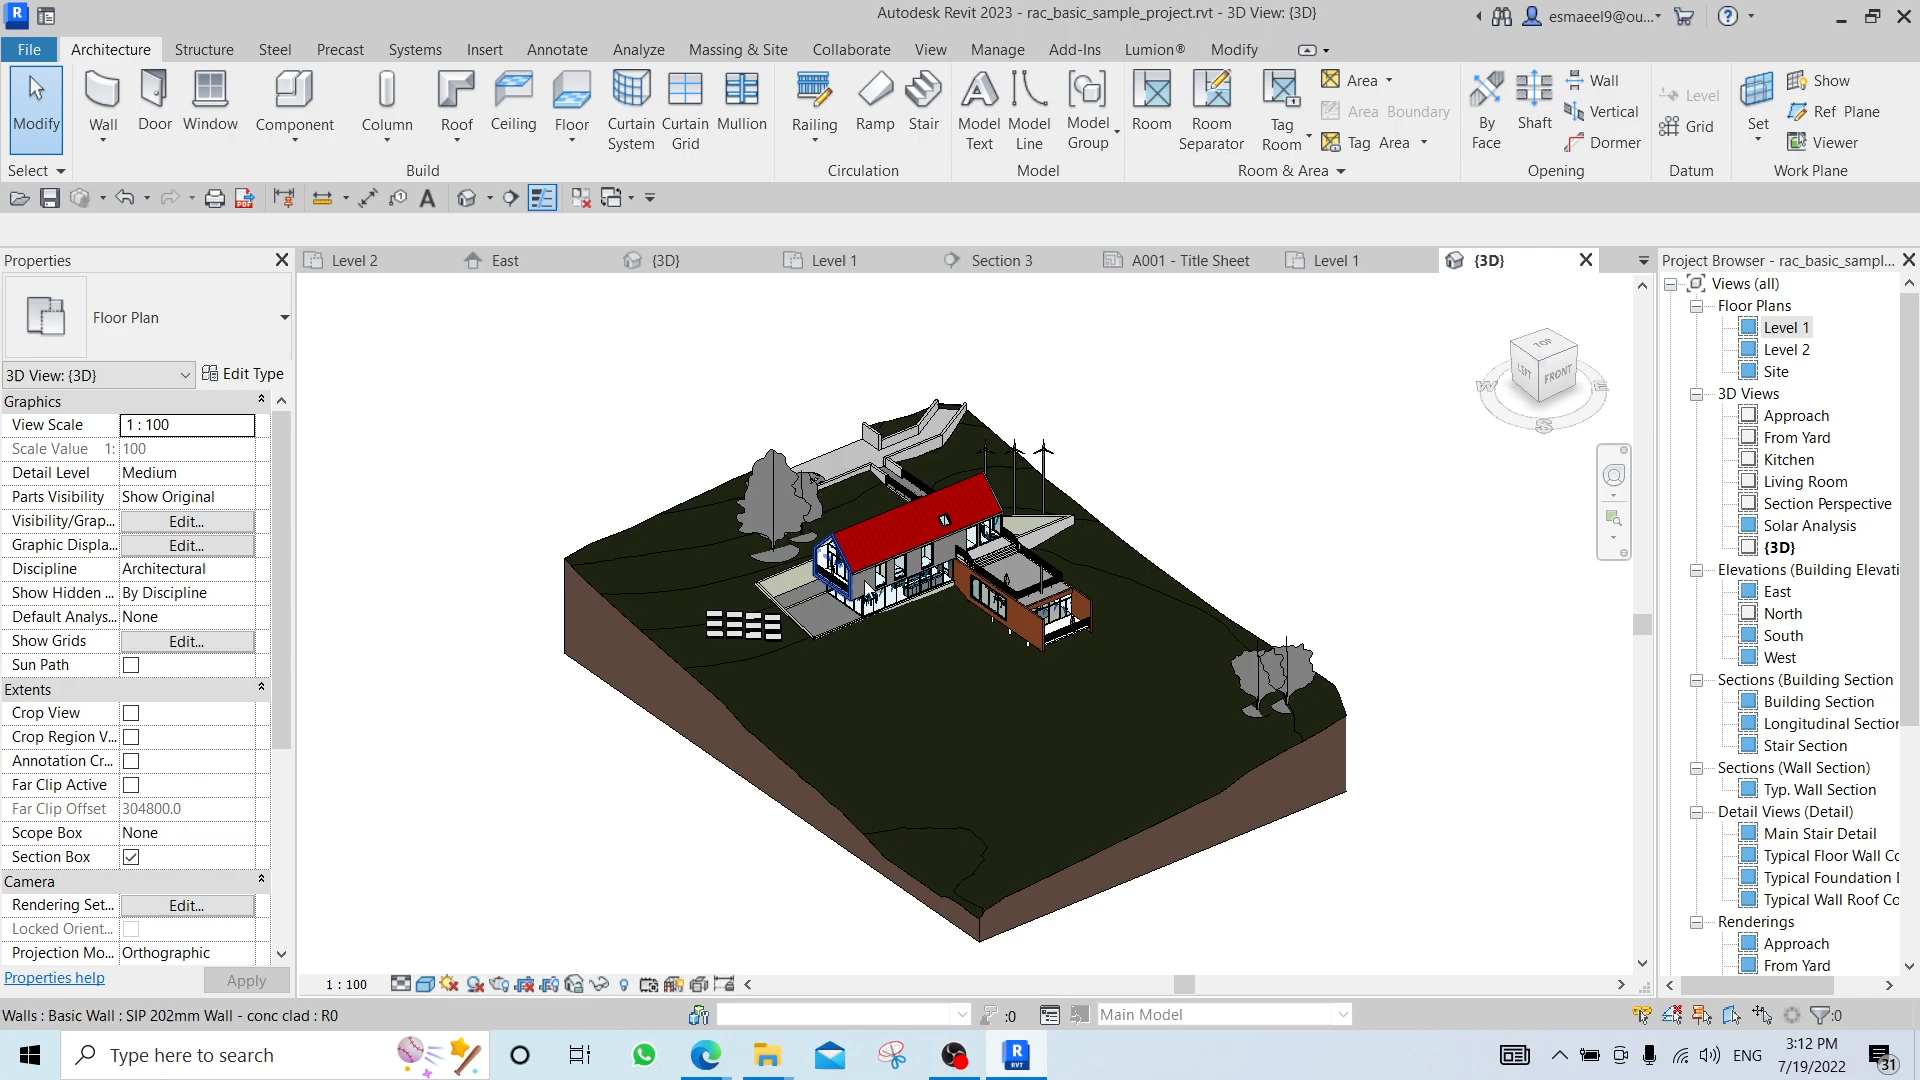 Autodesk Revit 2023 - rac_basic_sample_project.rvt - 3D View: {3D}
esmaeel9@ou...
File Architecture Structure Steel Precast Systems Insert Annotate Analyze Massing & Site Collaborate View Manage Add-Ins Lumion® Modify
Modify Wall Door Window Component Column Roof Ceiling Floor Curtain System Curtain Grid Mullion Railing Ramp Stair Model Text Model Line Model Group Room Room Separator Tag Room
Area
Area Boundary
Tag Area
By Face Shaft
Wall
Vertical
Dormer
Level
Grid
Set
Show
Ref Plane
Viewer
Select Build Circulation Model Room & Area Opening Datum Work Plane
Properties
Level 2 East {3D} Level 1 Section 3 A001 - Title Sheet Level 1 {3D}
Project Browser - rac_basic_sampl...
Floor Plan
3D View: {3D} Edit Type
Graphics
View Scale 1 : 100
Scale Value 1: 100
Detail Level Medium
Parts Visibility Show Original
Visibility/Grap... Edit...
Graphic Displa... Edit...
Discipline Architectural
Show Hidden ... By Discipline
Default Analys... None
Show Grids Edit...
Sun Path
Extents
Crop View
Crop Region V...
Annotation Cr...
Far Clip Active
Far Clip Offset 304800.0
Scope Box None
Section Box
Camera
Rendering Set... Edit...
Locked Orient...
Projection Mo... Orthographic
Properties help Apply
TOP
LEFT FRONT
W E
S
Views (all)
Floor Plans
Level 1
Level 2
Site
3D Views
Approach
From Yard
Kitchen
Living Room
Section Perspective
Solar Analysis
{3D}
Elevations (Building Elevati
East
North
South
West
Sections (Building Section
Building Section
Longitudinal Section
Stair Section
Sections (Wall Section)
Typ. Wall Section
Detail Views (Detail)
Main Stair Detail
Typical Floor Wall Co
Typical Foundation D
Typical Wall Roof Co
Renderings
Approach
From Yard
1 : 100
Walls : Basic Wall : SIP 202mm Wall - conc clad : R0
:0
Main Model
:0
Type here to search
R
RVT
ENG
3:12 PM
7/19/2022
31